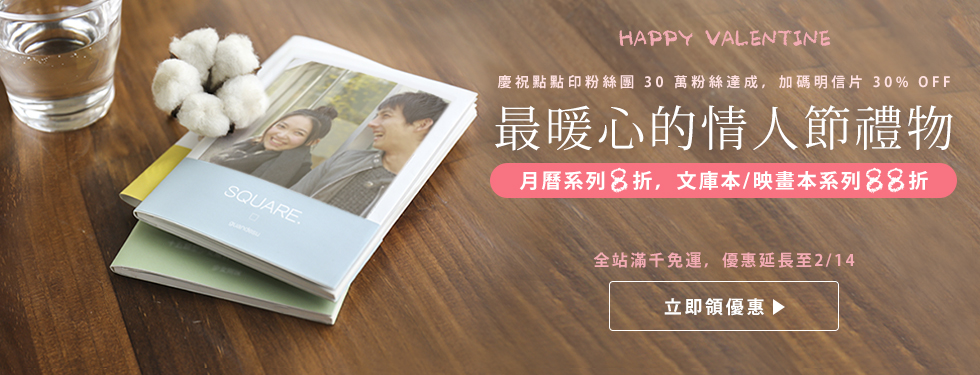 HAPPY VALENTINE
慶祝點點印粉絲團 30 萬粉絲達成，加碼明信片 30% OFF
最暖心的情人節禮物
月曆系列8折，文庫本/映畫本系列88折
全站滿千免運，優惠延長至2/14
立即領優惠▶
SQUARE.